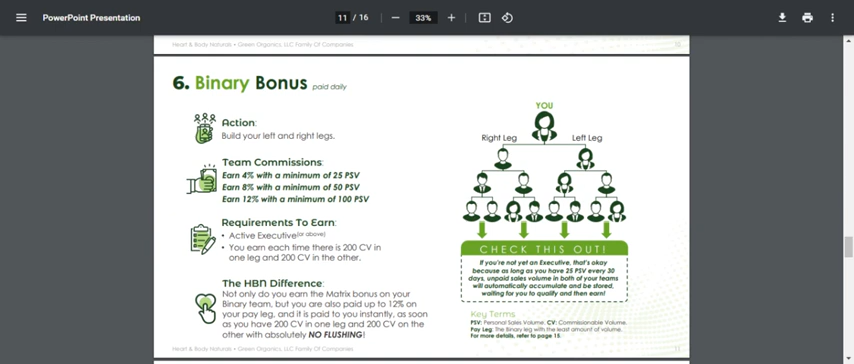 PowerPoint Presentation
11 / 16
33%
Heart & Body Naturals • Green Organics, LLC Family Of Companies
10
6. Binary Bonus paid daily
Action:
Build your left and right legs.
Team Commissions:
Earn 4% with a minimum of 25 PSV
Earn 8% with a minimum of 50 PSV
Earn 12% with a minimum of 100 PSV
Requirements To Earn:
• Active Executive(or above)
• You earn each time there is 200 CV in
one leg and 200 CV in the other.
The HBN Difference:
Not only do you earn the Matrix bonus on your
Binary team, but you are also paid up to 12% on
your pay leg, and it is paid to you instantly, as soon
as you have 200 CV in one leg and 200 CV on the
other with absolutely NO FLUSHING!
YOU
Right Leg
Left Leg
CHECK THIS OUT!
If you're not yet an Executive, that's okay
because as long as you have 25 PSV every 30
days, unpaid sales volume in both of your teams
will automatically accumulate and be stored,
waiting for you to qualify and then earn!
Key Terms
PSV: Personal Sales Volume. CV: Commissionable Volume.
Pay Leg: The Binary leg with the least amount of volume.
For more details, refer to page 15.
Heart & Body Naturals • Green Organics, LLC Family Of Companies
11